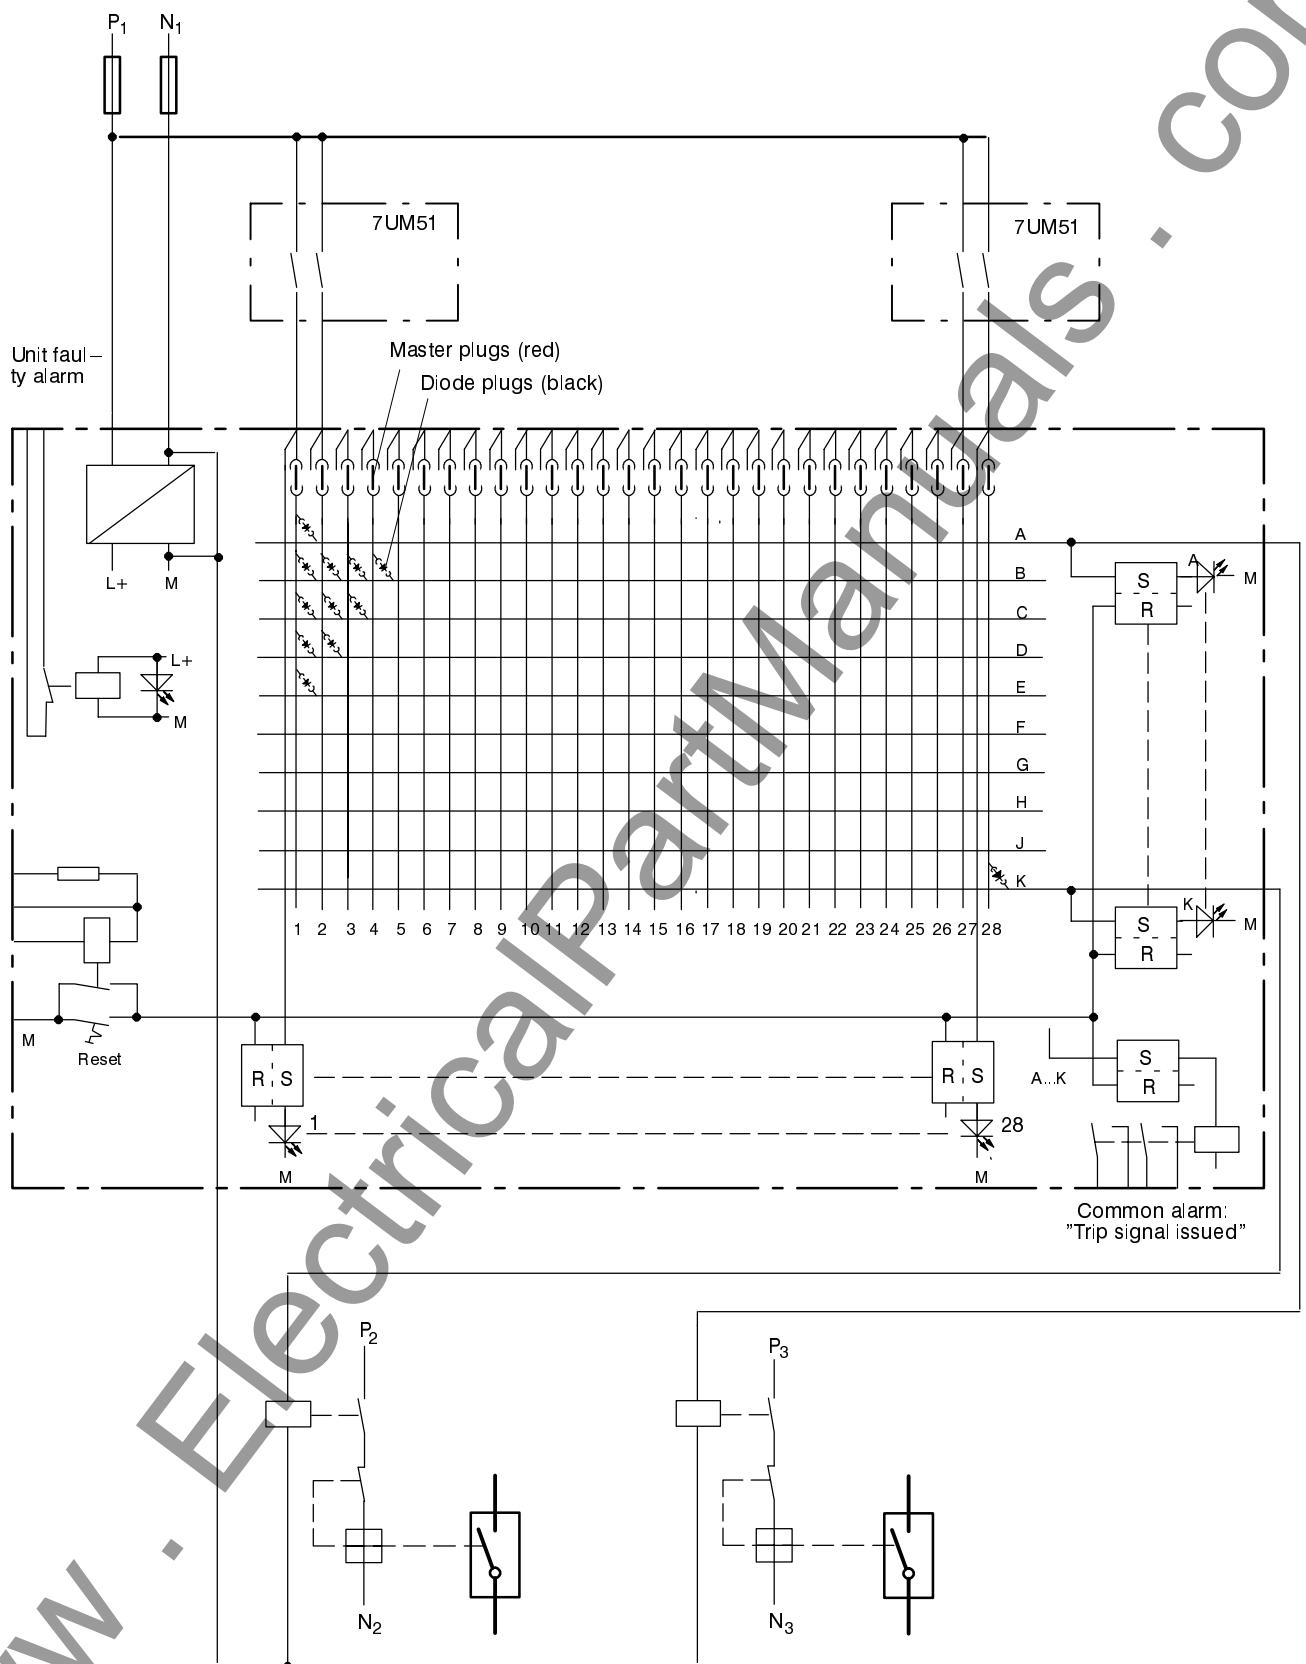 P1 N1
7UM51
7UM51
Unit faul–
ty alarm
Master plugs (red)
Diode plugs (black)
L+ M
L+
M
A
B
C
D
E
F
G
H
J
K
A
S
R
M
K
S
R
M
1 2 3 4 5 6 7 8 9 10 11 12 13 14 15 16 17 18 19 20 21 22 23 24 25 26 27 28
M
Reset
R S
1
M
R S
28
M
A...K
S
R
Common alarm:
"Trip signal issued"
P2
N2
P3
N3
www . ElectricalPartManuals . com